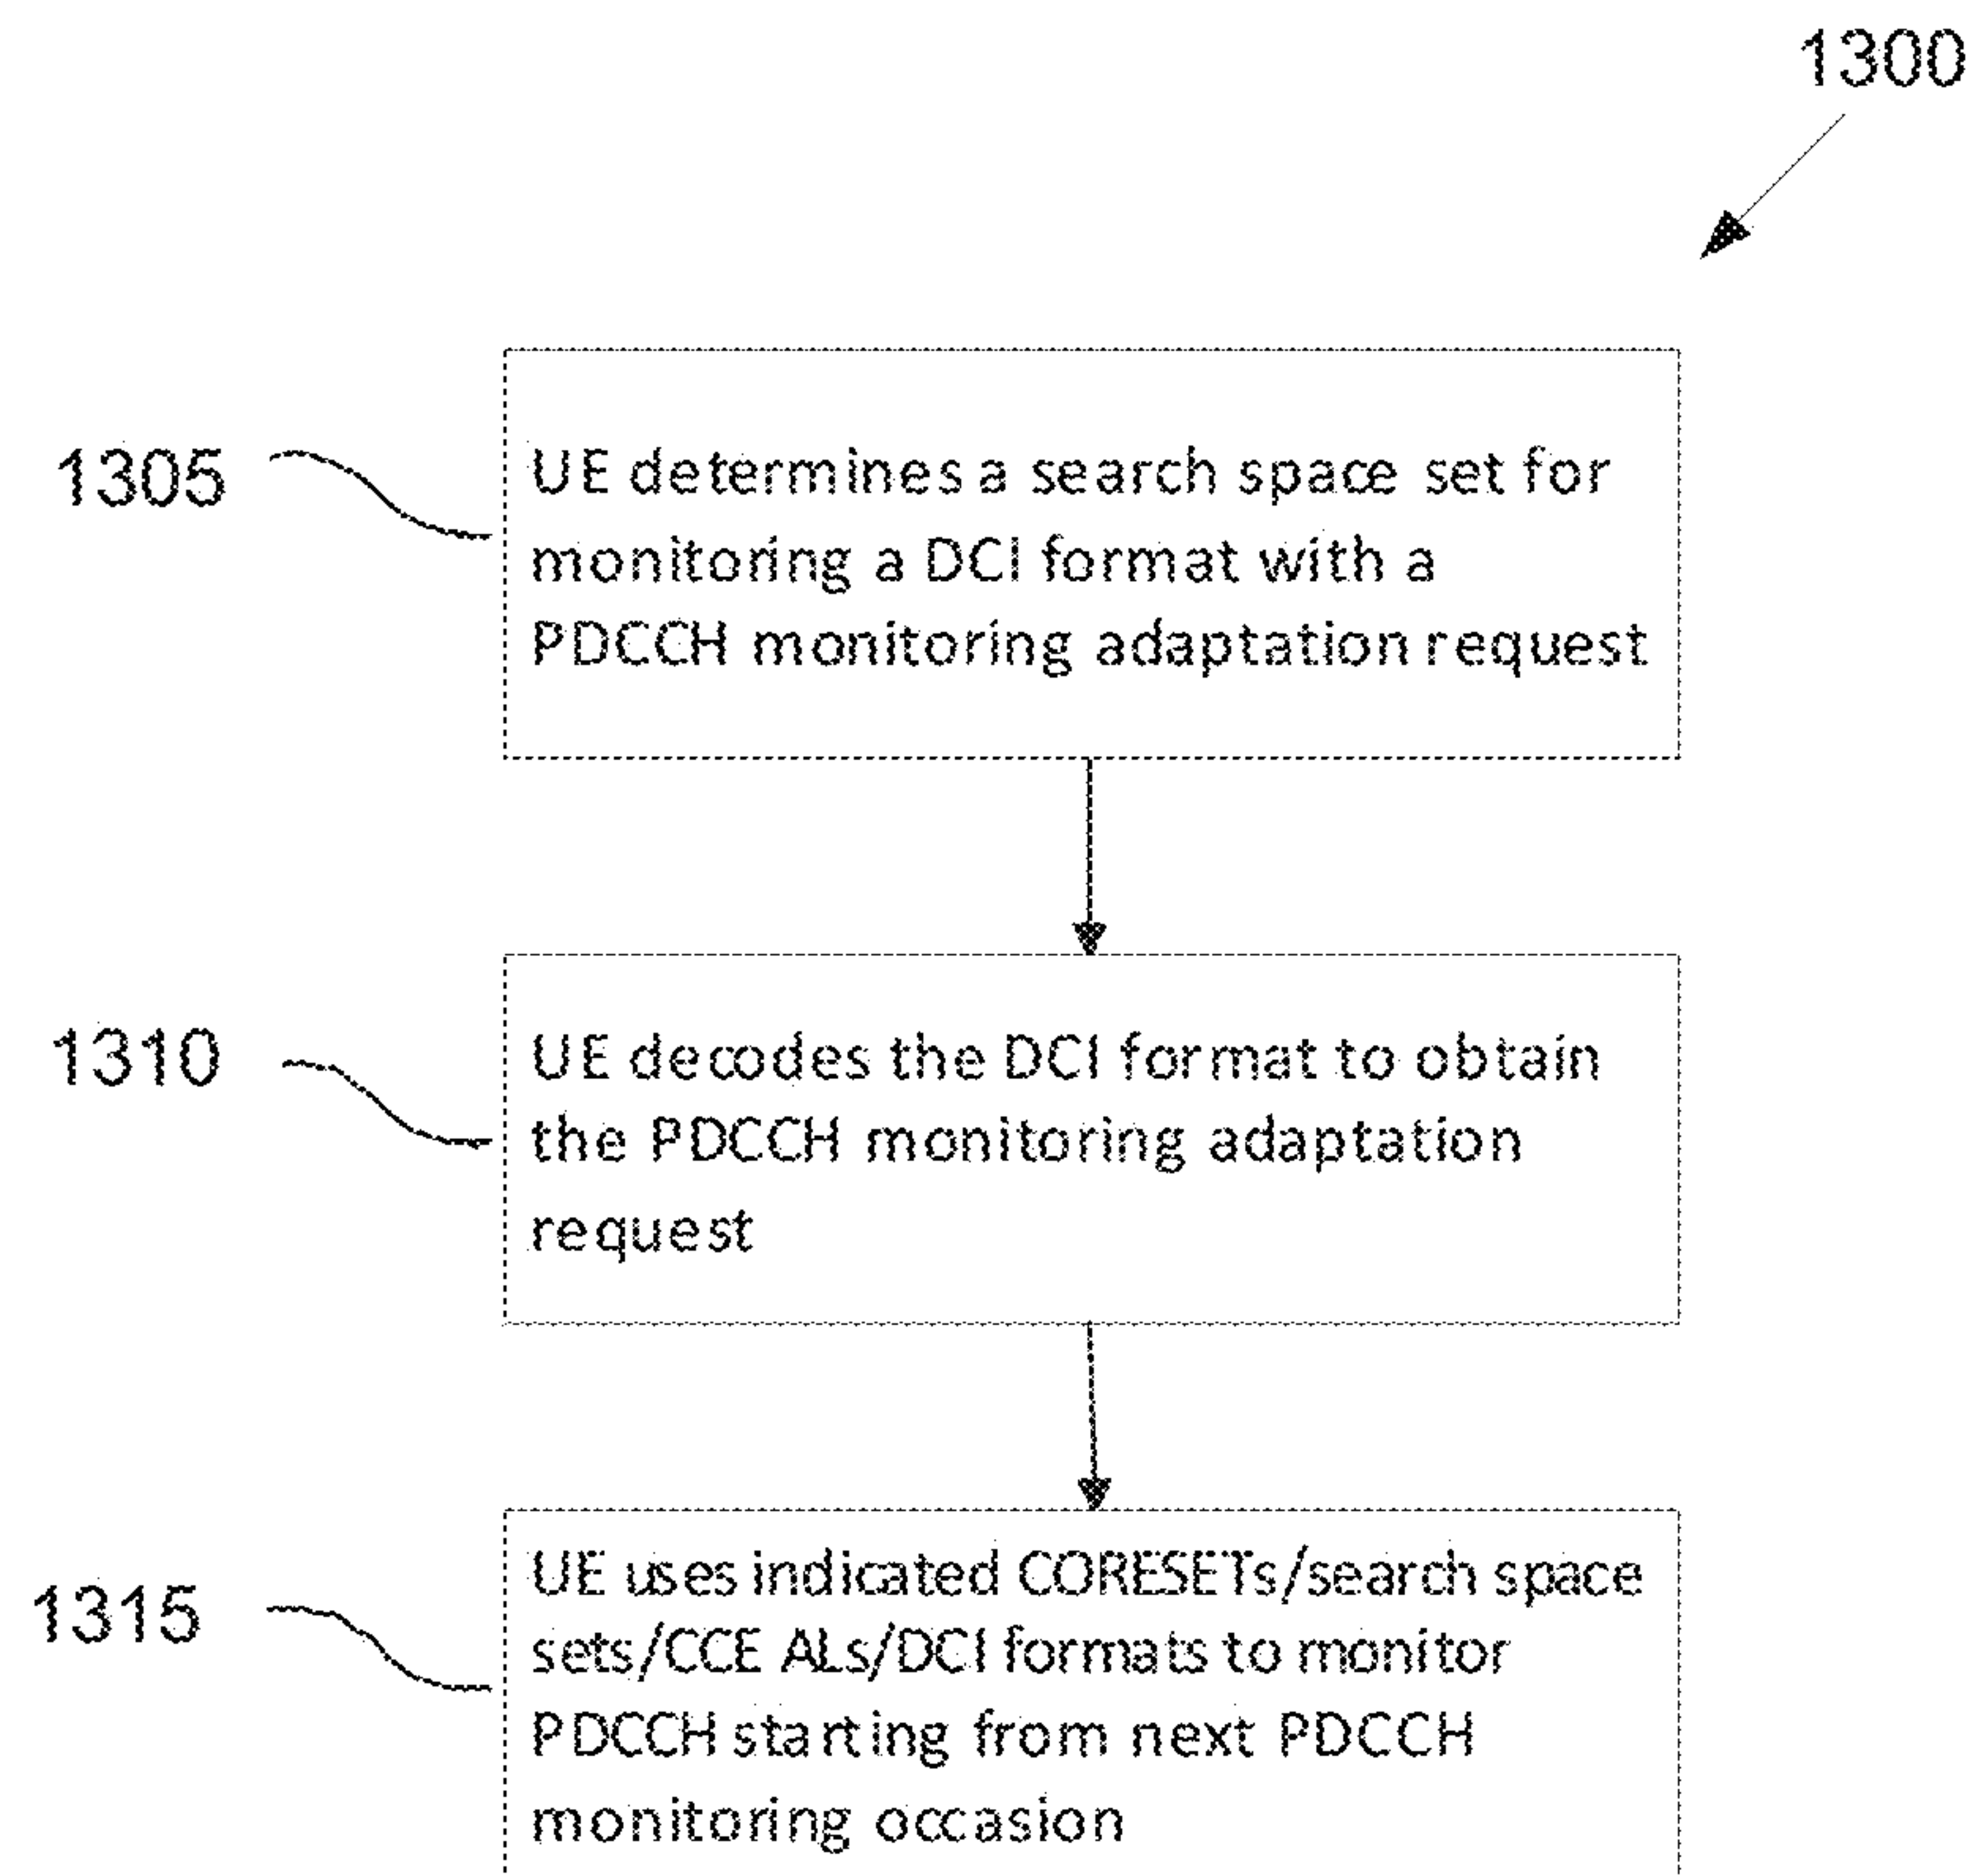 1300
1305
UE determines a search space set for
monitoring a DCI format with a
PDCCH monitoring adaptation request
1310
UE decodes the DCI format to obtain
the PDCCH monitoring adaptation
request
1315
UE uses indicated CORESETs/search space
sets/CCE ALs/DCI formats to monitor
PDCCH starting from next PDCCH
monitoring occasion